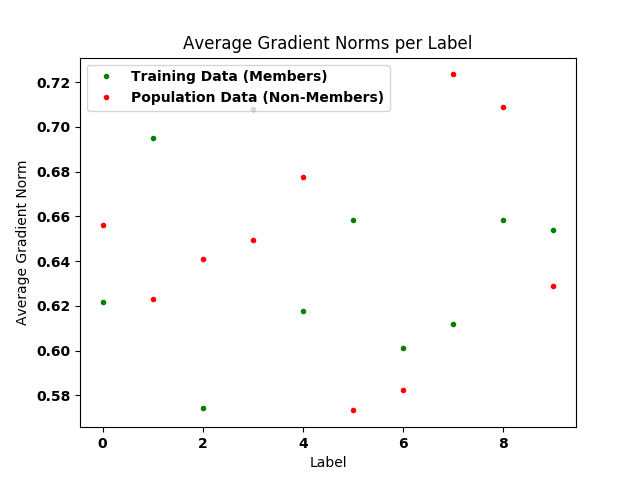 Average Gradient Norms per Label
Training Data (Members)
Population Data (Non-Members)
0.72
0.70
0.68
0.66
0.64
0.62
0.60
0.58
Average Gradient Norm
0 2 4 6 8
Label